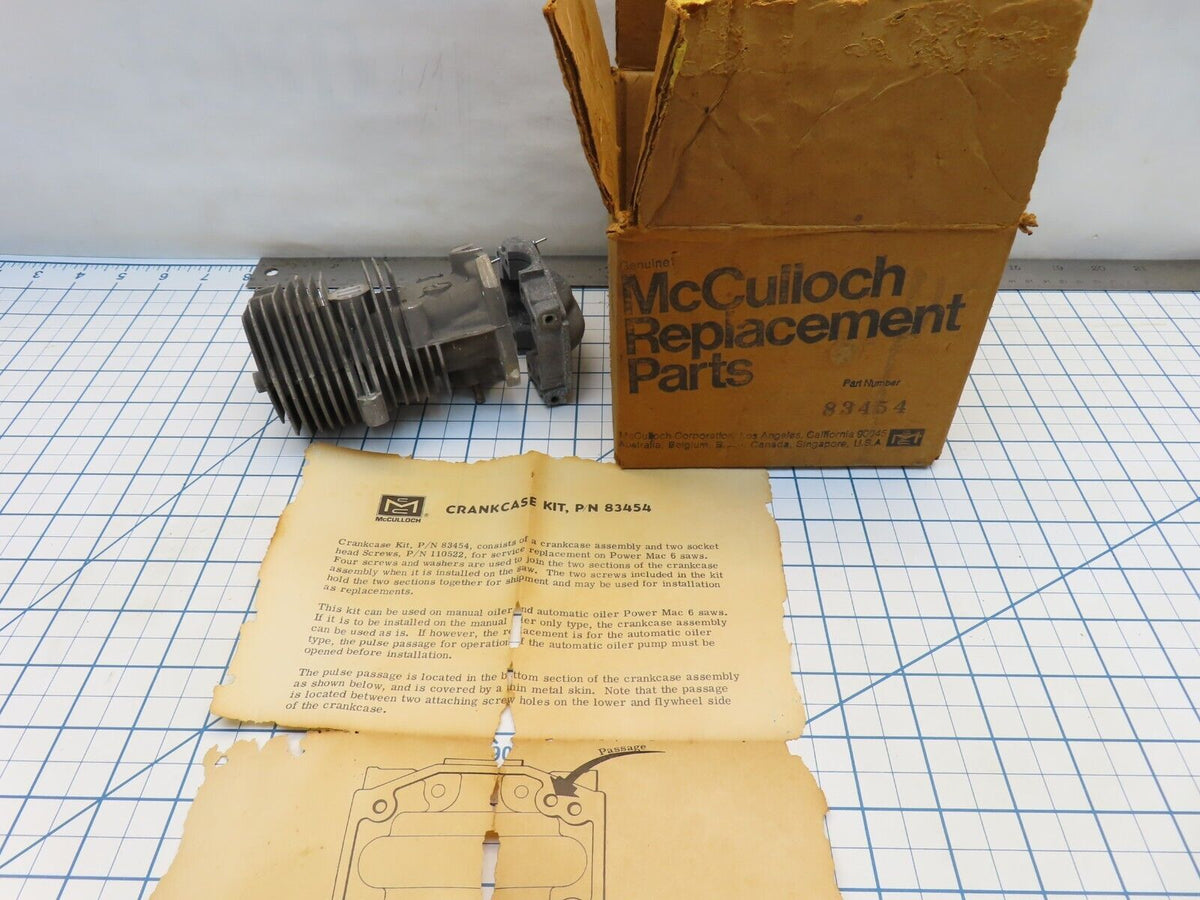 Genuine
McCulloch
Replacement
Parts
Part Number
83454
McCulloch Corporation, Los Angeles, California 90045
Australia, Belgium, Canada, Singapore, U.S.A.
McCULLOCH
CRANKCASE KIT, P/N 83454
Crankcase Kit, P/N 83454, consists of a crankcase assembly and two socket
head Screws, P/N 110522, for service replacement on Power Mac 6 saws.
Four screws and washers are used to join the two sections of the crankcase
assembly when it is installed on the saw. The two screws included in the kit
hold the two sections together for shipment and may be used for installation
as replacements.
This kit can be used on manual oiler and automatic oiler Power Mac 6 saws.
If it is to be installed on the manual oiler only type, the crankcase assembly
can be used as is. If however, the replacement is for the automatic oiler
type, the pulse passage for operation of the automatic oiler pump must be
opened before installation.
The pulse passage is located in the bottom section of the crankcase assembly
as shown below, and is covered by a thin metal skin. Note that the passage
is located between two attaching screw holes on the lower and flywheel side
of the crankcase.
Passage